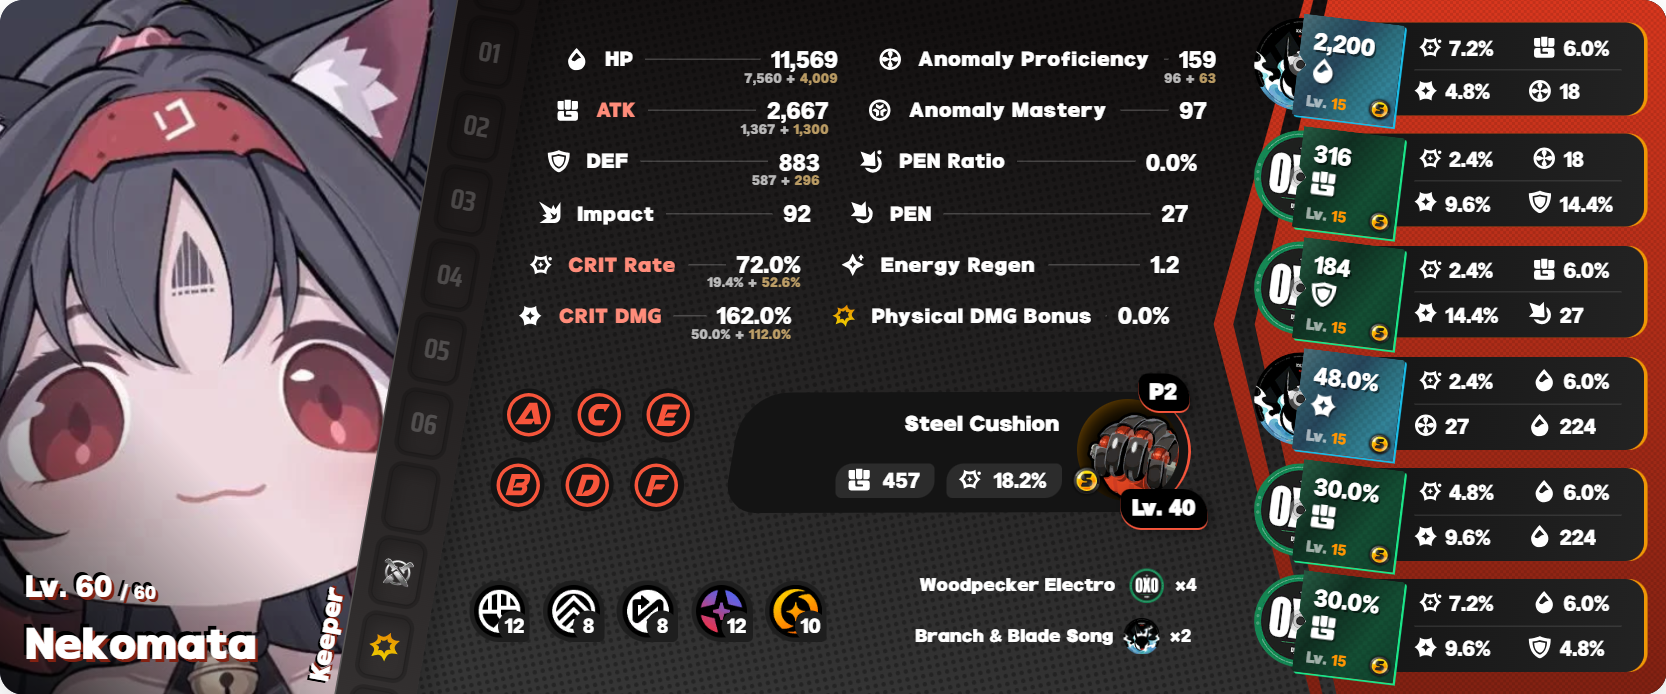 01
02
03
04
05
06
Lv. 60 / 60
Nekomata
Keeper
HP 11,569
7,560 + 4,009
ATK 2,667
1,367 + 1,300
DEF 883
587 + 296
Impact 92
CRIT Rate 72.0%
19.4% + 52.6%
CRIT DMG 162.0%
50.0% + 112.0%
Anomaly Proficiency 159
96 + 63
Anomaly Mastery 97
PEN Ratio 0.0%
PEN 27
Energy Regen 1.2
Physical DMG Bonus 0.0%
A C E
B D F
P2
Steel Cushion
457 18.2%
S
Lv. 40
12 8 8 12 10
Woodpecker Electro OXO ×4
Branch & Blade Song ×2
2,200
Lv. 15 S
7.2% 6.0%
4.8% 18
316
Lv. 15 S
2.4% 18
9.6% 14.4%
184
Lv. 15 S
2.4% 6.0%
14.4% 27
48.0%
Lv. 15 S
2.4% 6.0%
27 224
30.0%
Lv. 15 S
4.8% 6.0%
9.6% 224
30.0%
Lv. 15 S
7.2% 6.0%
9.6% 4.8%